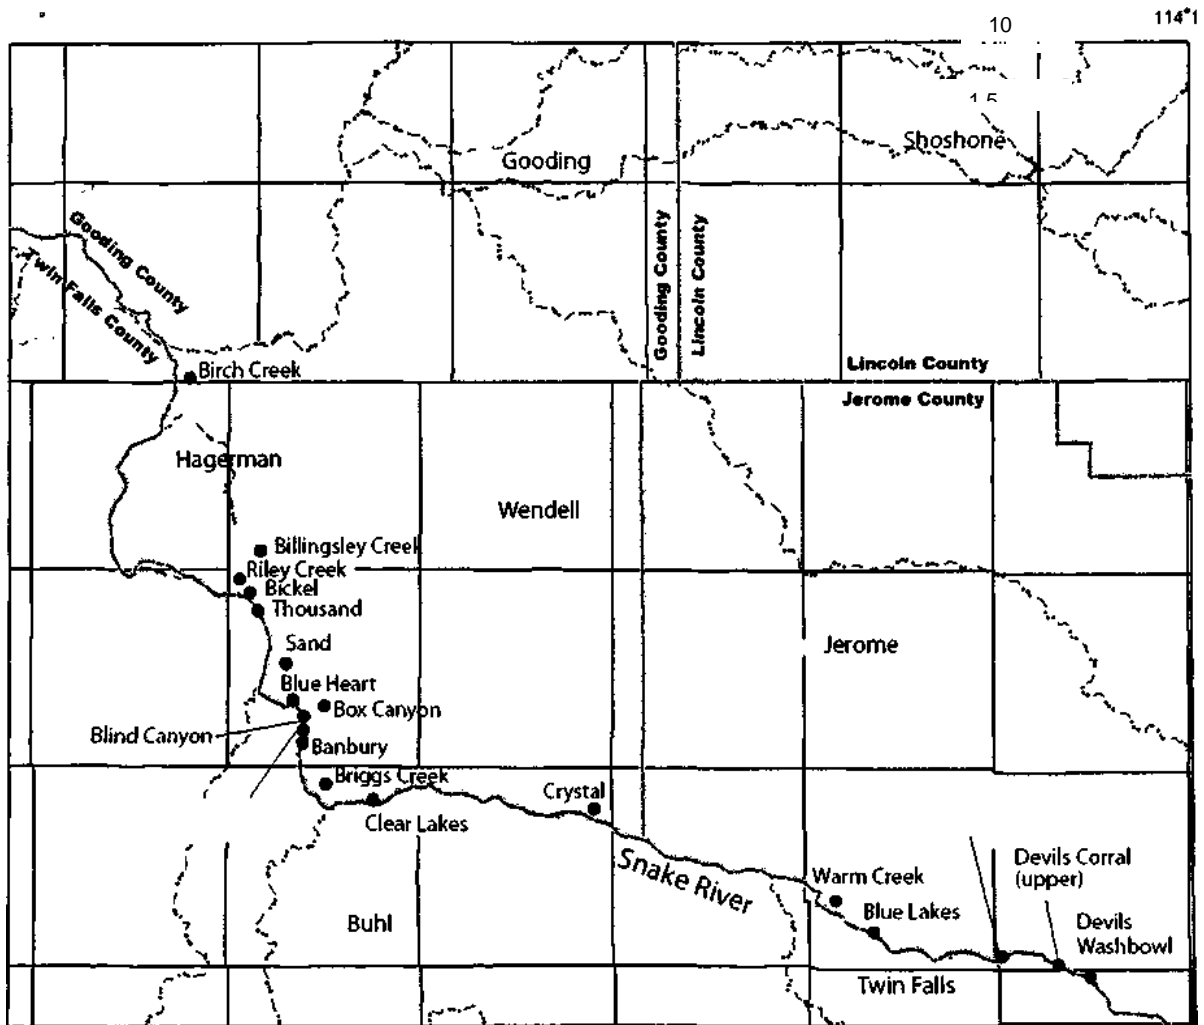 10
114°1
Shoshone
Gooding
Gooding County
Twin Falls County
Gooding County
Lincoln County
Birch Creek
Lincoln County
Jerome County
Hagerman
Wendell
Billingsley Creek
Riley Creek
Bickel
Thousand
Sand
Jerome
Blue Heart
Box Canyon
Blind Canyon
Banbury
Briggs Creek
Crystal
Clear Lakes
Snake River
Devils Corral
(upper)
Warm Creek
Blue Lakes
Buhl
Devils
Washbowl
Twin Falls